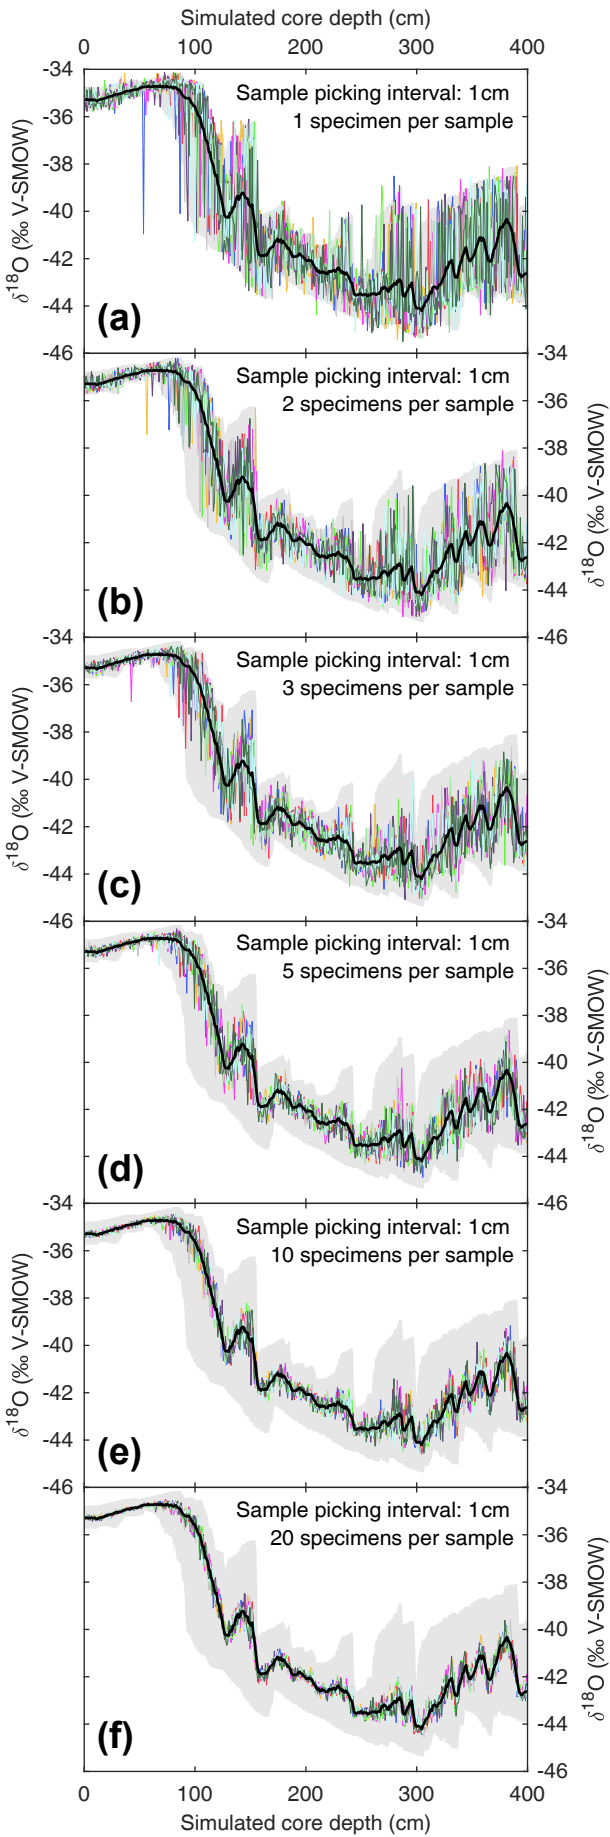 Simulated core depth (cm)
0 100 200 300 400
-34
-36
-38
-40
-42
-44
-46
δ18O (‰ V-SMOW)
Sample picking interval: 1cm
1 specimen per sample
(a)
-34
-36
-38
-40
-42
-44
-46
δ18O (‰ V-SMOW)
Sample picking interval: 1cm
2 specimens per sample
(b)
-34
-36
-38
-40
-42
-44
-46
δ18O (‰ V-SMOW)
Sample picking interval: 1cm
3 specimens per sample
(c)
-34
-36
-38
-40
-42
-44
-46
δ18O (‰ V-SMOW)
Sample picking interval: 1cm
5 specimens per sample
(d)
-34
-36
-38
-40
-42
-44
-46
δ18O (‰ V-SMOW)
Sample picking interval: 1cm
10 specimens per sample
(e)
-34
-36
-38
-40
-42
-44
-46
δ18O (‰ V-SMOW)
Sample picking interval: 1cm
20 specimens per sample
(f)
0 100 200 300 400
Simulated core depth (cm)